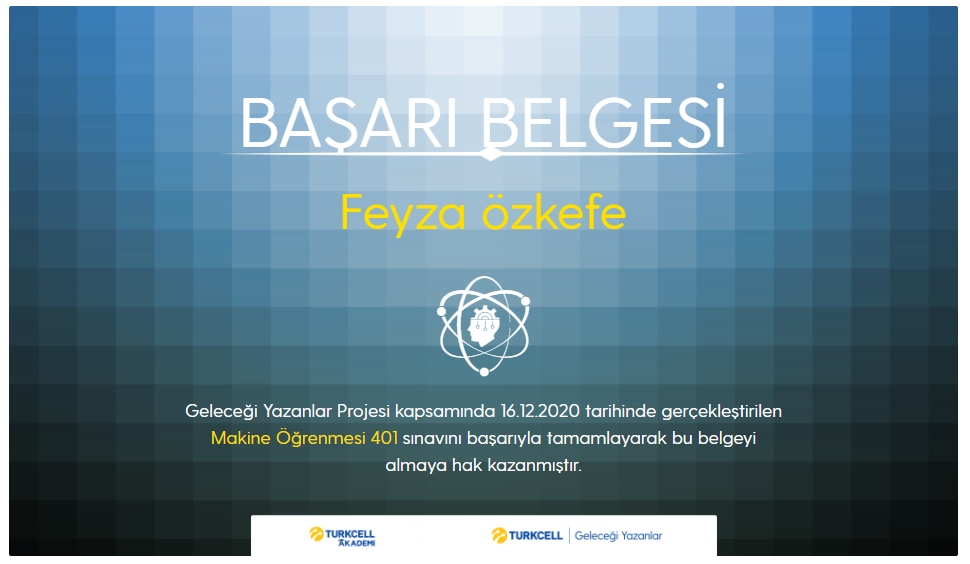 BAŞARI BELGESİ
Feyza özkefe
Geleceği Yazanlar Projesi kapsamında 16.12.2020 tarihinde gerçekleştirilen
Makine Öğrenmesi 401 sınavını başarıyla tamamlayarak bu belgeyi
almaya hak kazanmıştır.
TURKCELL
AKADEMİ
TURKCELL Geleceği Yazanlar